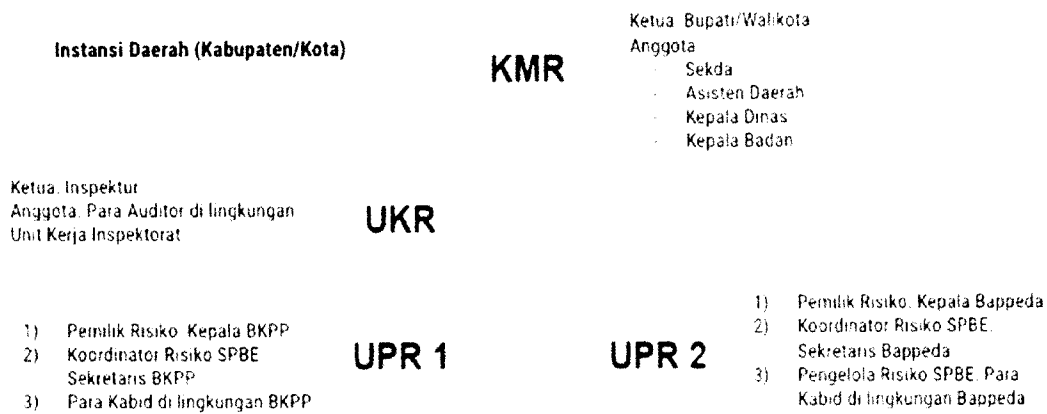 Instansi Daerah (Kabupaten/Kota)
KMR
Ketua Bupati/Walikota
Anggota
- Sekda
- Asisten Daerah
- Kepala Dinas
- Kepala Badan
Ketua. Inspektur
Anggota. Para Auditor di lingkungan
Unit Kerja Inspektorat
UKR
1) Pemilik Risiko Kepala BKPP
2) Koordinator Risiko SPBE
Sekretaris BKPP
3) Para Kabid di lingkungan BKPP
UPR 1
UPR 2
1) Pemilik Risiko. Kepala Bappeda
2) Koordinator Risiko SPBE.
Sekretaris Bappeda
3) Pengelola Risiko SPBE. Para
Kabid di lingkungan Bappeda